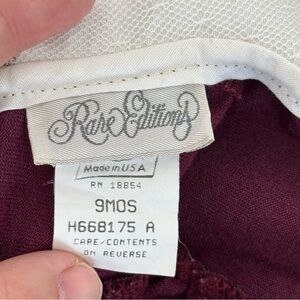 Rare Editions
Made in USA
RN 18854
9MOS
H668175 A
CARE/CONTENTS
ON REVERSE